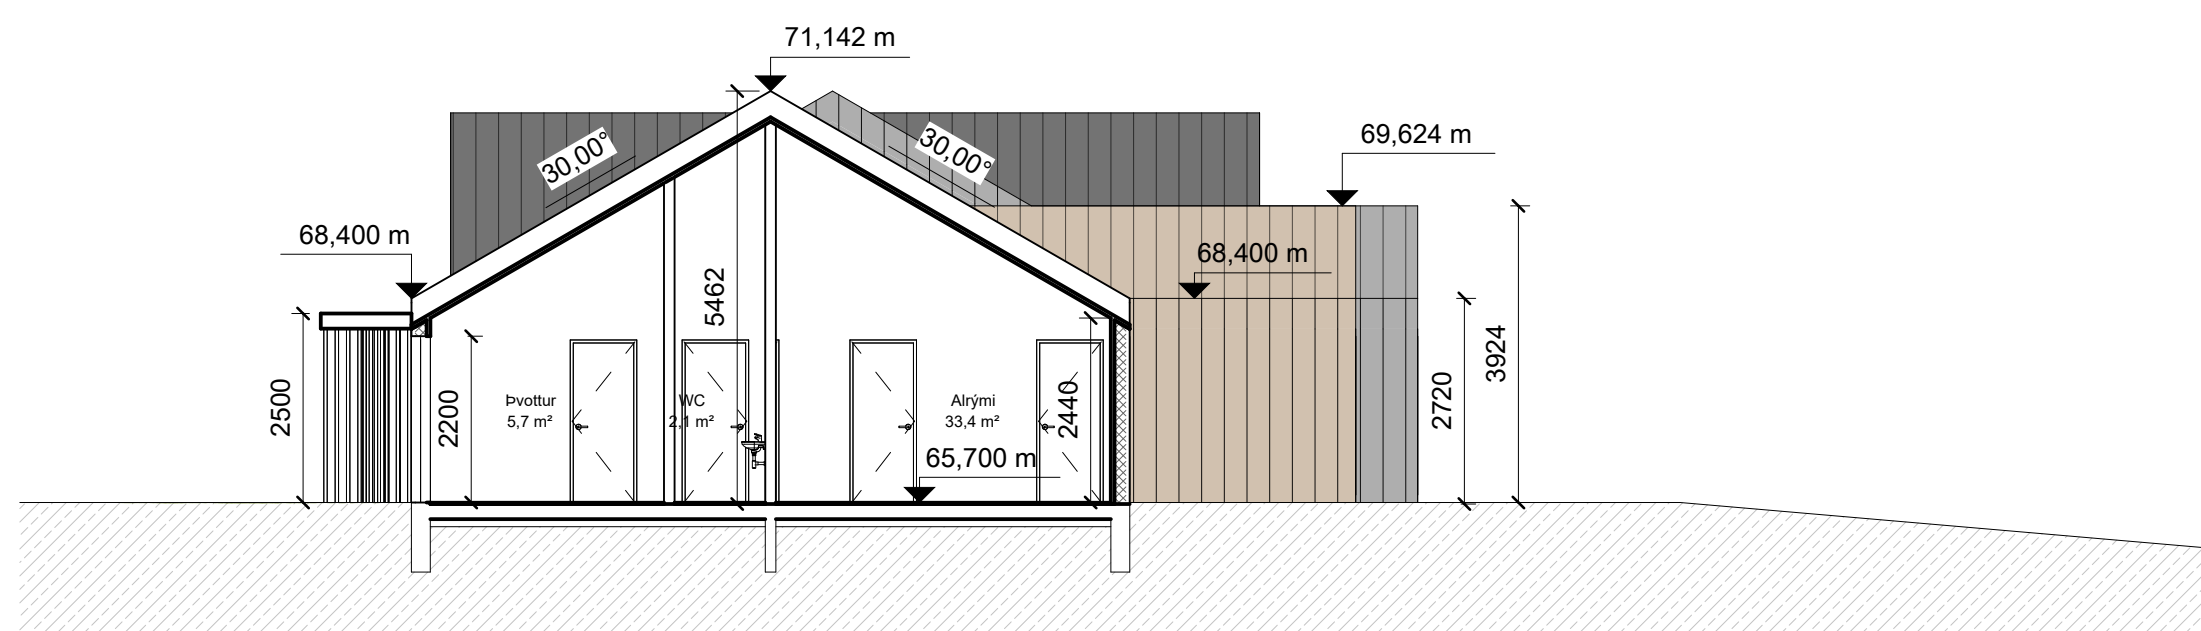 71,142 m
69,624 m
30,00°
30,00°
68,400 m
68,400 m
5462
3924
2500
2200
2440
2720
Þvottur
5,7 m²
WC
2,1 m²
Alrými
33,4 m²
65,700 m